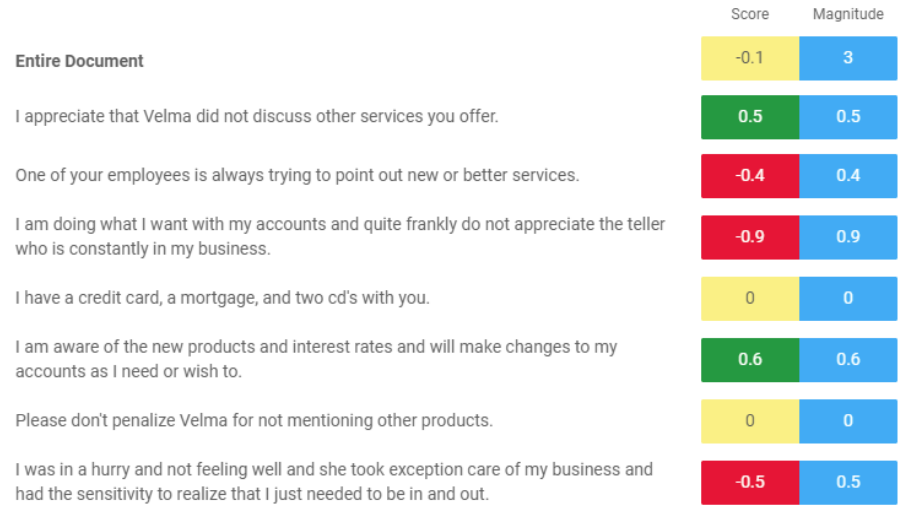 Score Magnitude
Entire Document -0.1 3
I appreciate that Velma did not discuss other services you offer. 0.5 0.5
One of your employees is always trying to point out new or better services. -0.4 0.4
I am doing what I want with my accounts and quite frankly do not appreciate the teller
who is constantly in my business. -0.9 0.9
I have a credit card, a mortgage, and two cd's with you. 0 0
I am aware of the new products and interest rates and will make changes to my
accounts as I need or wish to. 0.6 0.6
Please don't penalize Velma for not mentioning other products. 0 0
I was in a hurry and not feeling well and she took exception care of my business and
had the sensitivity to realize that I just needed to be in and out. -0.5 0.5